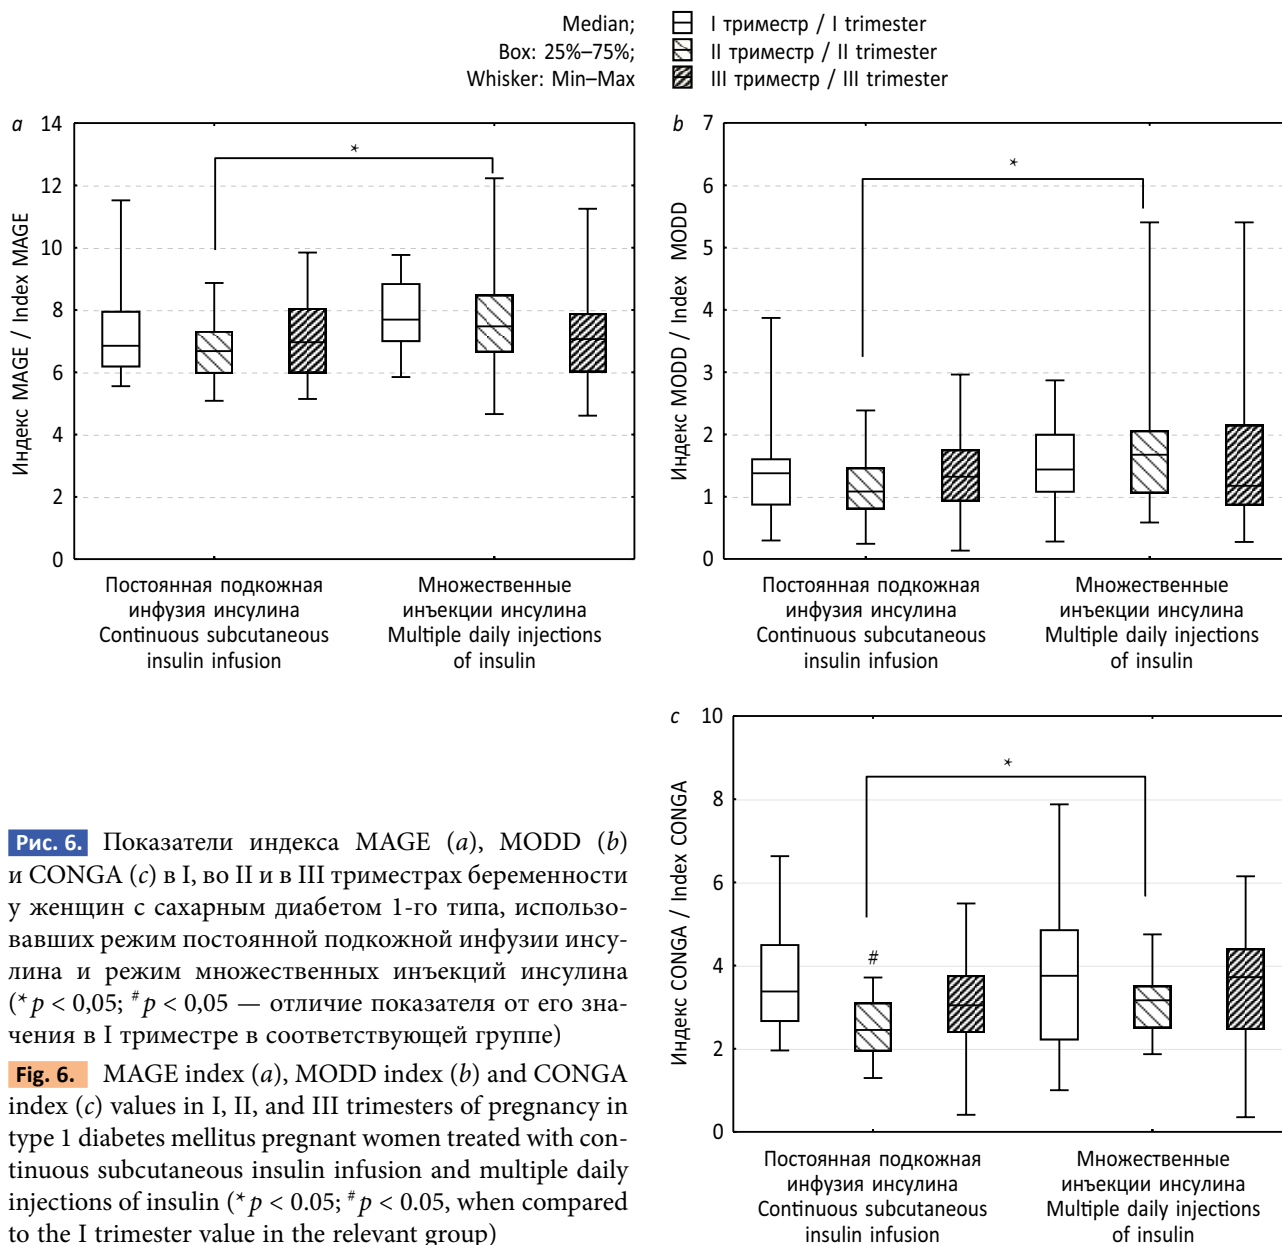 Median;
Box: 25%–75%;
Whisker: Min–Max
I триместр / I trimester
II триместр / II trimester
III триместр / III trimester
a
Индекс MAGE / Index MAGE
14
12
10
8
6
4
2
0
*
Постоянная подкожная
инфузия инсулина
Continuous subcutaneous
insulin infusion
Множественные
инъекции инсулина
Multiple daily injections
of insulin
b
Индекс MODD / Index MODD
7
6
5
4
3
2
1
0
*
Постоянная подкожная
инфузия инсулина
Continuous subcutaneous
insulin infusion
Множественные
инъекции инсулина
Multiple daily injections
of insulin
c
Индекс CONGA / Index CONGA
10
8
6
4
2
0
*
#
Постоянная подкожная
инфузия инсулина
Continuous subcutaneous
insulin infusion
Множественные
инъекции инсулина
Multiple daily injections
of insulin
Рис. 6. Показатели индекса MAGE (a), MODD (b)
и CONGA (c) в I, во II и в III триместрах беременности
у женщин с сахарным диабетом 1-го типа, использо-
вавших режим постоянной подкожной инфузии инсу-
лина и режим множественных инъекций инсулина
(* p < 0,05; # p < 0,05 — отличие показателя от его зна-
чения в I триместре в соответствующей группе)
Fig. 6. MAGE index (a), MODD index (b) and CONGA
index (c) values in I, II, and III trimesters of pregnancy in
type 1 diabetes mellitus pregnant women treated with con-
tinuous subcutaneous insulin infusion and multiple daily
injections of insulin (* p < 0.05; # p < 0.05, when compared
to the I trimester value in the relevant group)